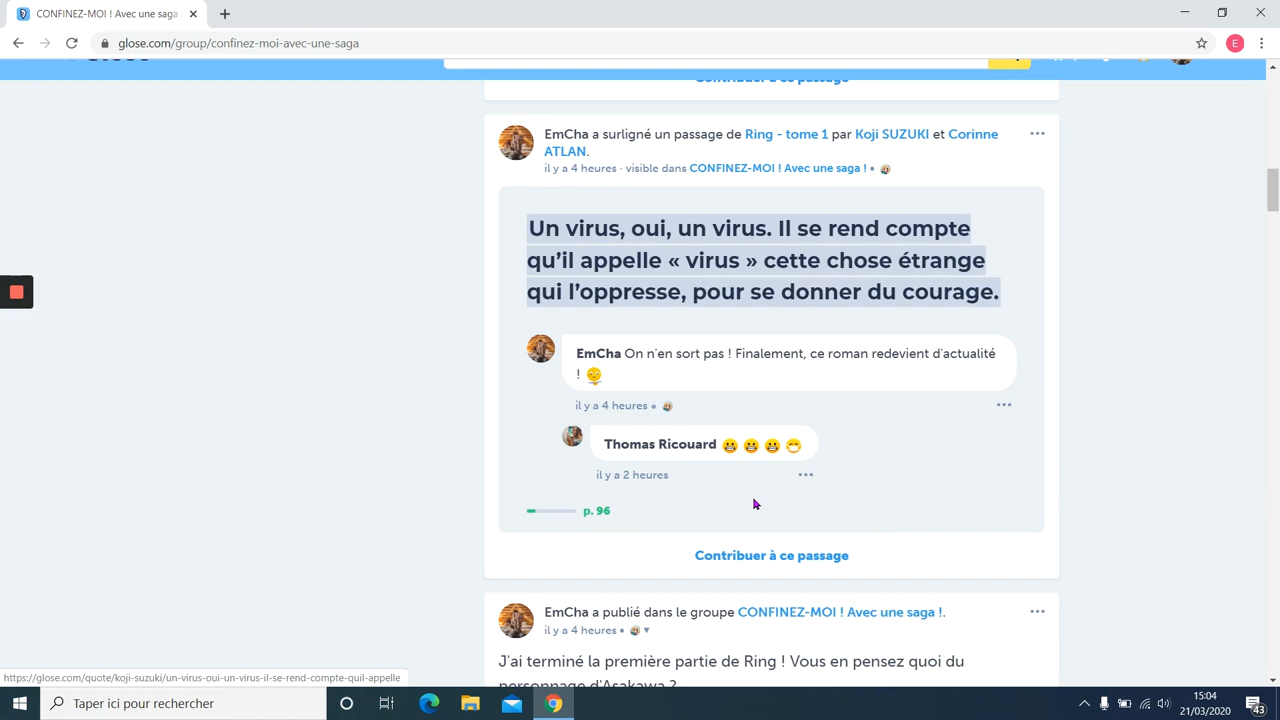 CONFINEZ-MOI ! Avec une saga
glose.com/group/confinez-moi-avec-une-saga
E
Contribuer à ce passage
EmCha a surligné un passage de Ring - tome 1 par Koji SUZUKI et Corinne
ATLAN.
il y a 4 heures · visible dans CONFINEZ-MOI ! Avec une saga ! •
Un virus, oui, un virus. Il se rend compte
qu'il appelle « virus » cette chose étrange
qui l'oppresse, pour se donner du courage.
EmCha On n'en sort pas ! Finalement, ce roman redevient d'actualité
!
il y a 4 heures •
Thomas Ricouard
il y a 2 heures
p. 96
Contribuer à ce passage
EmCha a publié dans le groupe CONFINEZ-MOI ! Avec une saga !.
il y a 4 heures •
J'ai terminé la première partie de Ring ! Vous en pensez quoi du
personnage d'Asakawa ?
https://glose.com/quote/koji-suzuki/un-virus-oui-un-virus-il-se-rend-compte-quil-appelle
Taper ici pour rechercher
15:04
21/03/2020
43